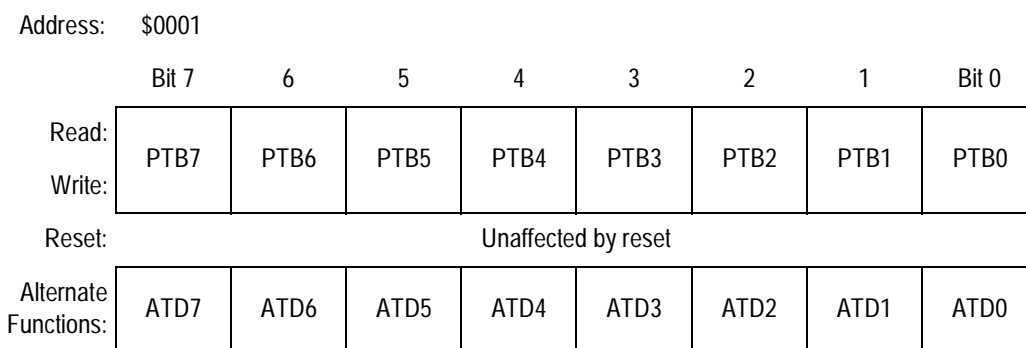 Address: $0001
Bit 7 6 5 4 3 2 1 Bit 0
Read:
PTB7 PTB6 PTB5 PTB4 PTB3 PTB2 PTB1 PTB0
Write:
Reset: Unaffected by reset
Alternate
Functions:
ATD7 ATD6 ATD5 ATD4 ATD3 ATD2 ATD1 ATD0